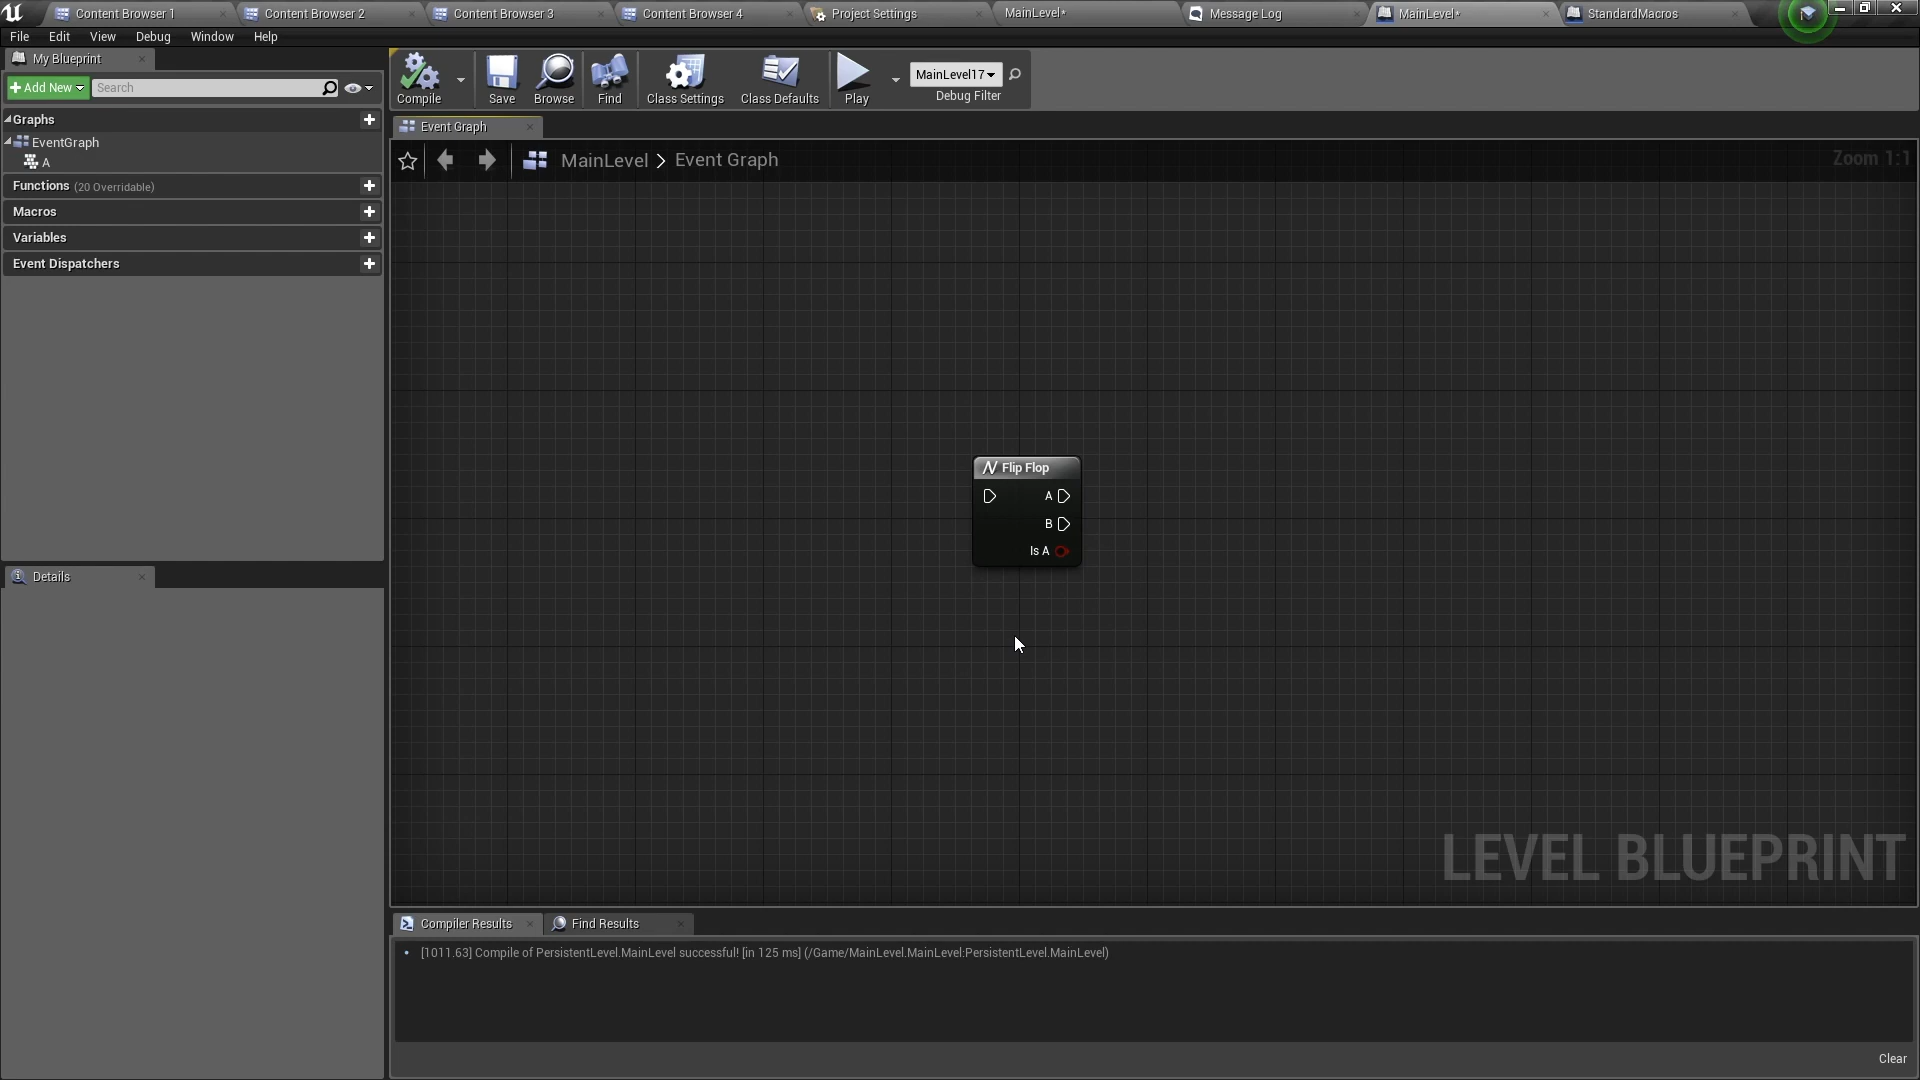 Content Browser 1
Content Browser 2
Content Browser 3
Content Browser 4
Project Settings
MainLevel*
Message Log
MainLevel*
StandardMacros
File Edit View Debug Window Help
My Blueprint
Add New
Search
Graphs
EventGraph
A
Functions (20 Overridable)
Macros
Variables
Event Dispatchers
Details
Compile
Save
Browse
Find
Class Settings
Class Defaults
Play
MainLevel17
Debug Filter
Event Graph
MainLevel > Event Graph
Zoom 1:1
Flip Flop
A
B
Is A
LEVEL BLUEPRINT
Compiler Results
Find Results
[1011.63] Compile of PersistentLevel.MainLevel successful! [in 125 ms] (/Game/MainLevel.MainLevel:PersistentLevel.MainLevel)
Clear